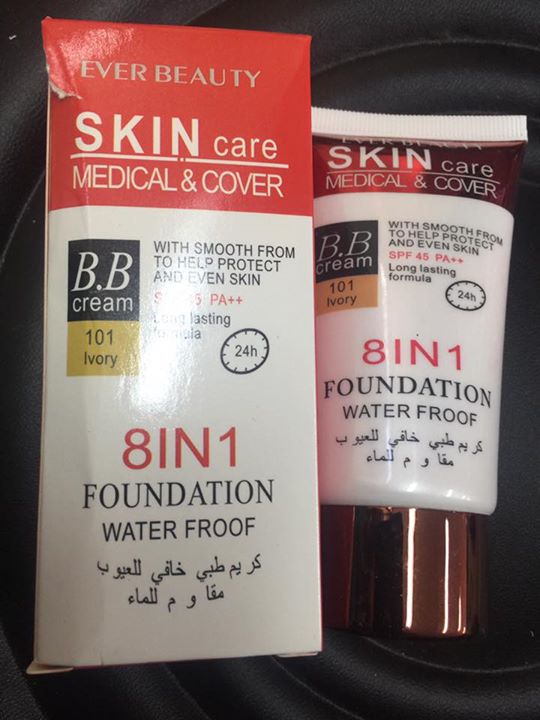 EVER BEAUTY
SKIN care
MEDICAL & COVER
B.B
cream
101
Ivory
WITH SMOOTH FROM
TO HELP PROTECT
AND EVEN SKIN
PA++
Long lasting
formula
24h
8IN1
FOUNDATION
WATER FROOF
كريم طبي خافي للعيوب
مقا و م للماء
SKIN care
MEDICAL & COVER
B.B
cream
101
Ivory
WITH SMOOTH FROM
TO HELP PROTECT
AND EVEN SKIN
SPF 45 PA++
Long lasting
formula
24h
8IN1
FOUNDATION
WATER FROOF
كريم طبي خافي للعيوب
مقا و م للماء